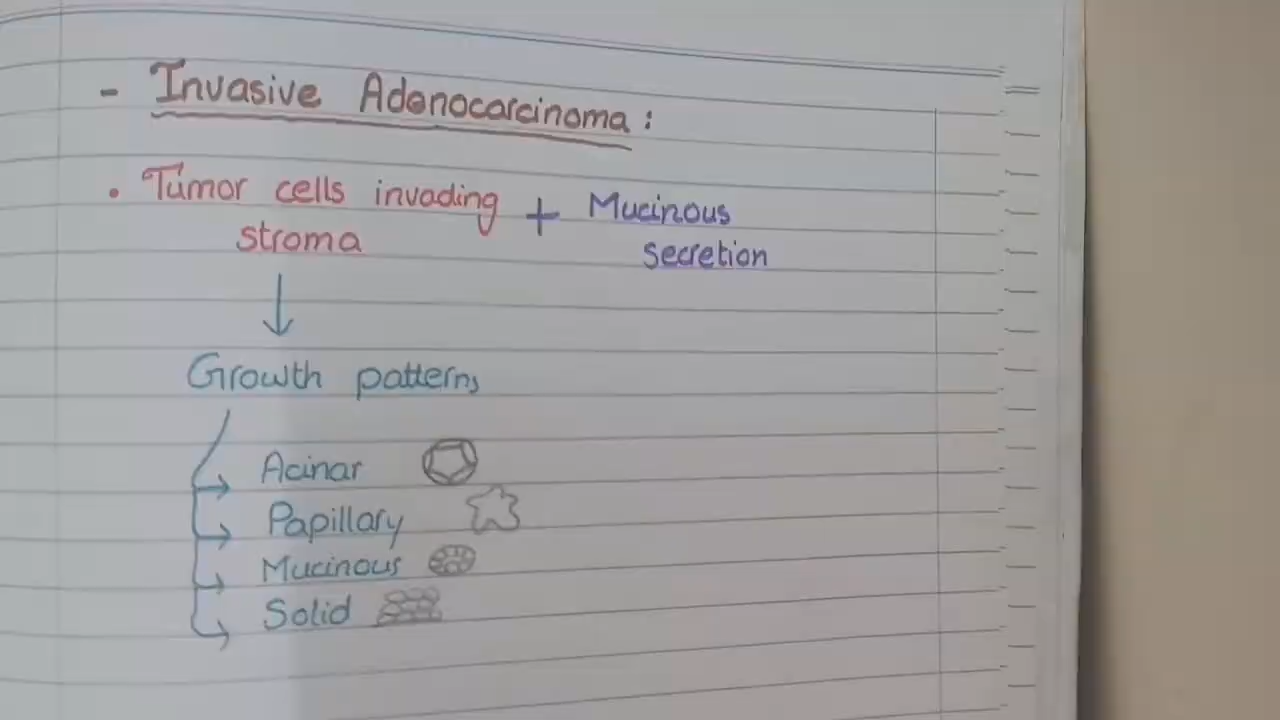 - Invasive Adenocarcinoma:
• Tumor cells invading + Mucinous
stroma secretion
↓
Growth patterns
→ Acinar
→ Papillary
→ Mucinous
→ Solid